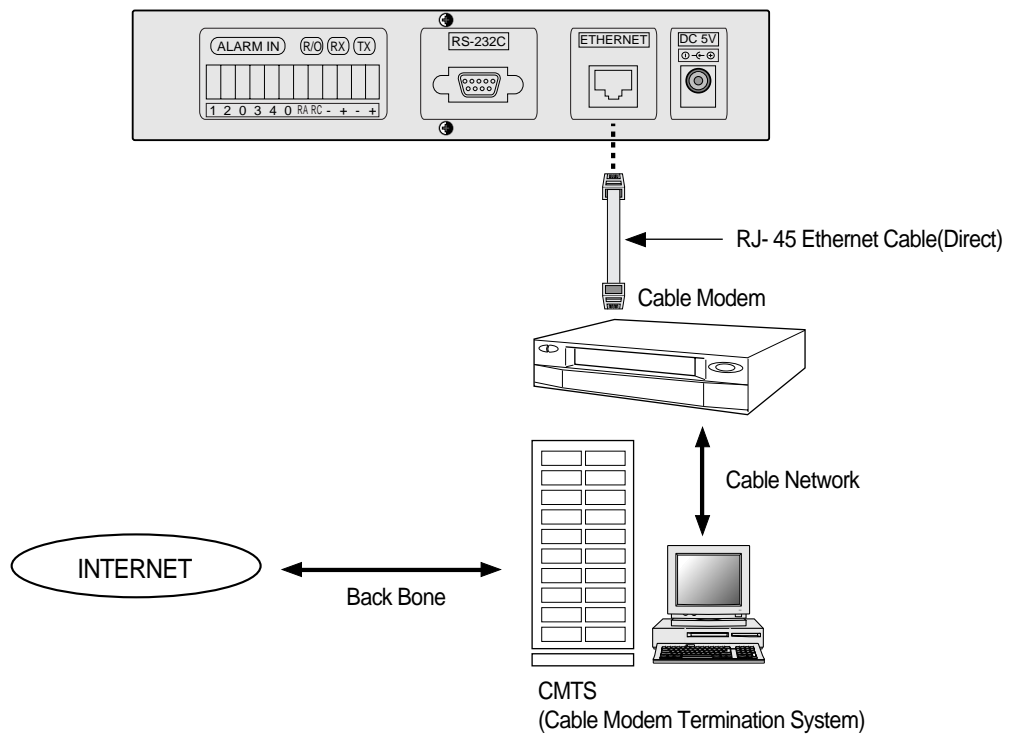 ALARM IN R/O RX TX
1 2 0 3 4 0 RA RC - + - +
RS-232C
ETHERNET
DC 5V
RJ- 45 Ethernet Cable(Direct)
Cable Modem
Cable Network
INTERNET
Back Bone
CMTS
(Cable Modem Termination System)